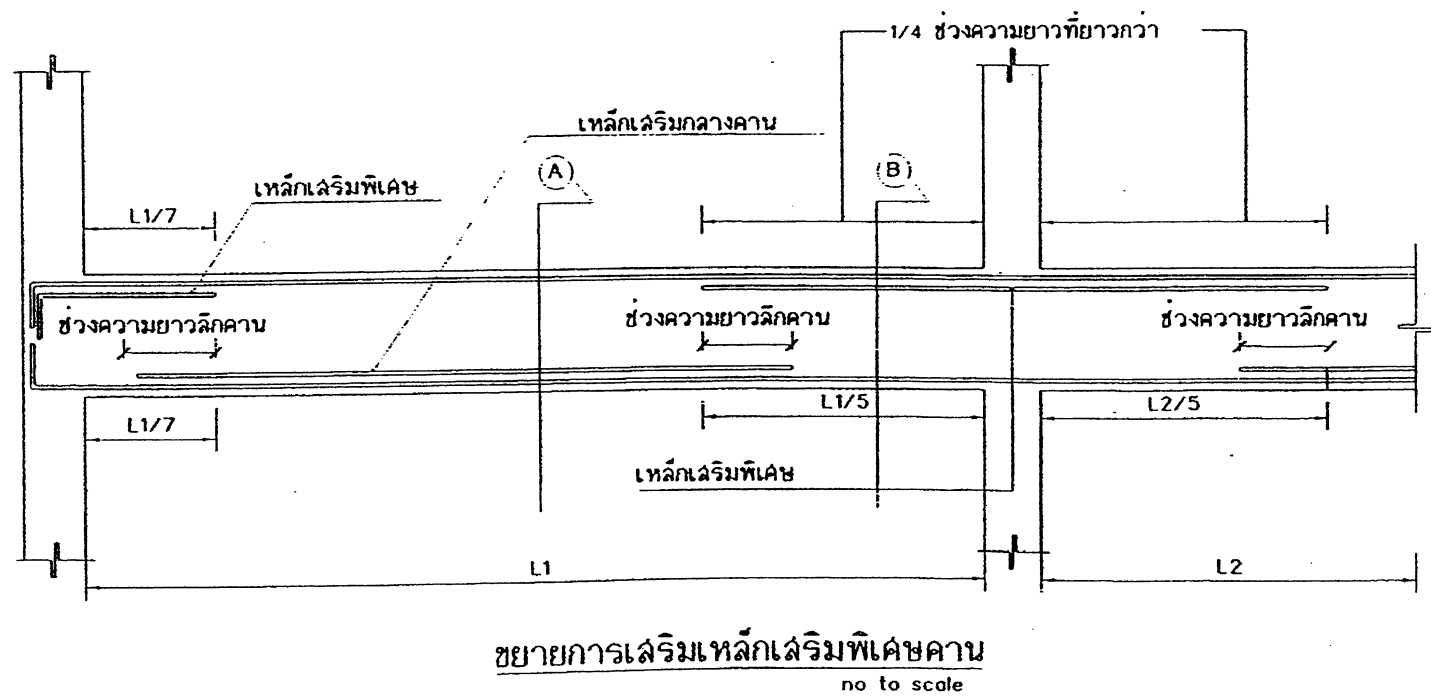 1/4 ช่วงความยาวที่ยาวกว่า
เหล็กเสริมกลางคาน
A
B
เหล็กเสริมพิเศษ
L1/7
ช่วงความยาวลึกคาน
ช่วงความยาวลึกคาน
ช่วงความยาวลึกคาน
L1/7
L1/5
L2/5
เหล็กเสริมพิเศษ
L1
L2
ขยายการเสริมเหล็กเสริมพิเศษคาน
no to scale